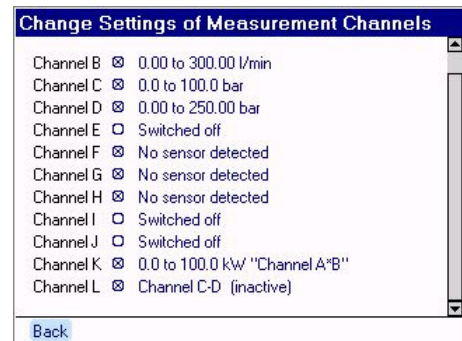 Change Settings of Measurement Channels
Channel B 0.00 to 300.00 l/min
Channel C 0.0 to 100.0 bar
Channel D 0.00 to 250.00 bar
Channel E Switched off
Channel F No sensor detected
Channel G No sensor detected
Channel H No sensor detected
Channel I Switched off
Channel J Switched off
Channel K 0.0 to 100.0 kW "Channel A*B"
Channel L Channel C-D (inactive)
Back